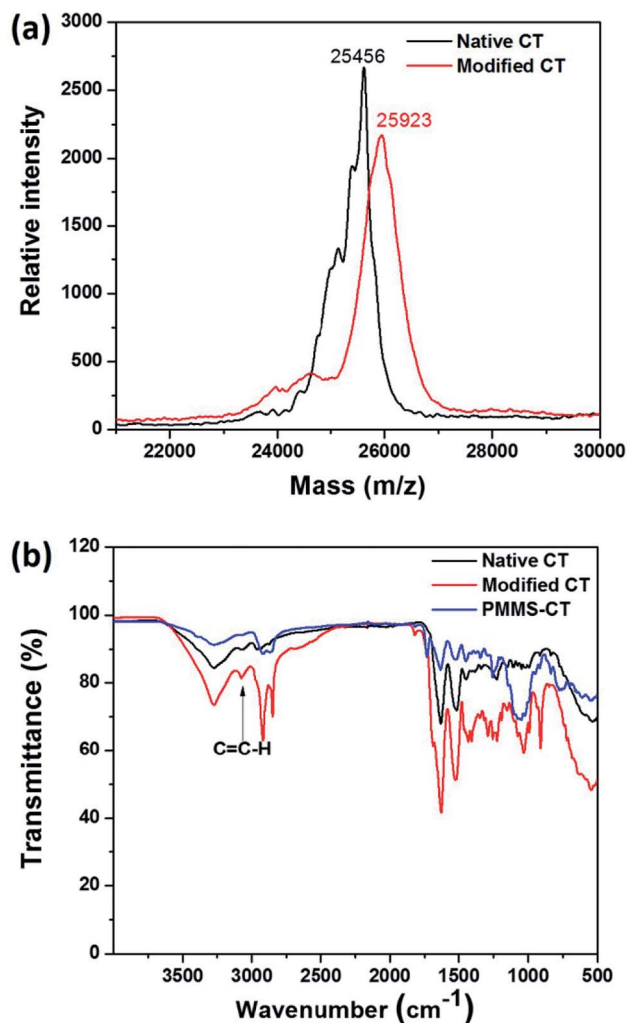 (a)
3000
2500
2000
1500
1000
500
0
Relative intensity
25456
25923
Native CT
Modified CT
22000 24000 26000 28000 30000
Mass (m/z)
(b)
120
100
80
60
40
20
0
Transmittance (%)
Native CT
Modified CT
PMMS-CT
C=C-H
3500 3000 2500 2000 1500 1000 500
Wavenumber (cm⁻¹)